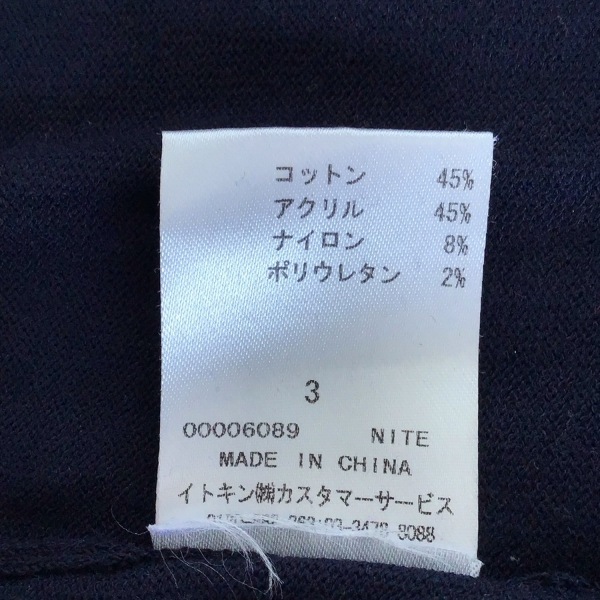 コットン 45%
アクリル 45%
ナイロン 8%
ポリウレタン 2%
3
00006089 NITE
MADE IN CHINA
イトキン㈱カスタマーサービス
8088